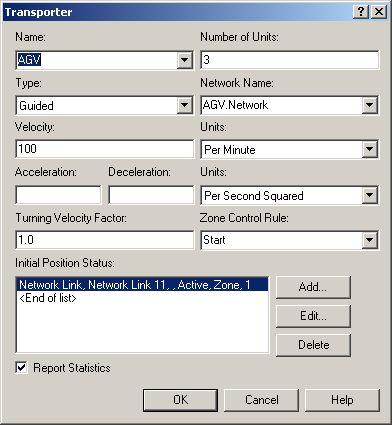 Transporter
Name: Number of Units:
AGV 3
Type: Network Name:
Guided AGV.Network
Velocity: Units:
100 Per Minute
Acceleration: Deceleration: Units:
Per Second Squared
Turning Velocity Factor: Zone Control Rule:
1.0 Start
Initial Position Status:
Network Link, Network Link 11, , Active, Zone, 1
<End of list>
Add...
Edit...
Delete
Report Statistics
OK Cancel Help